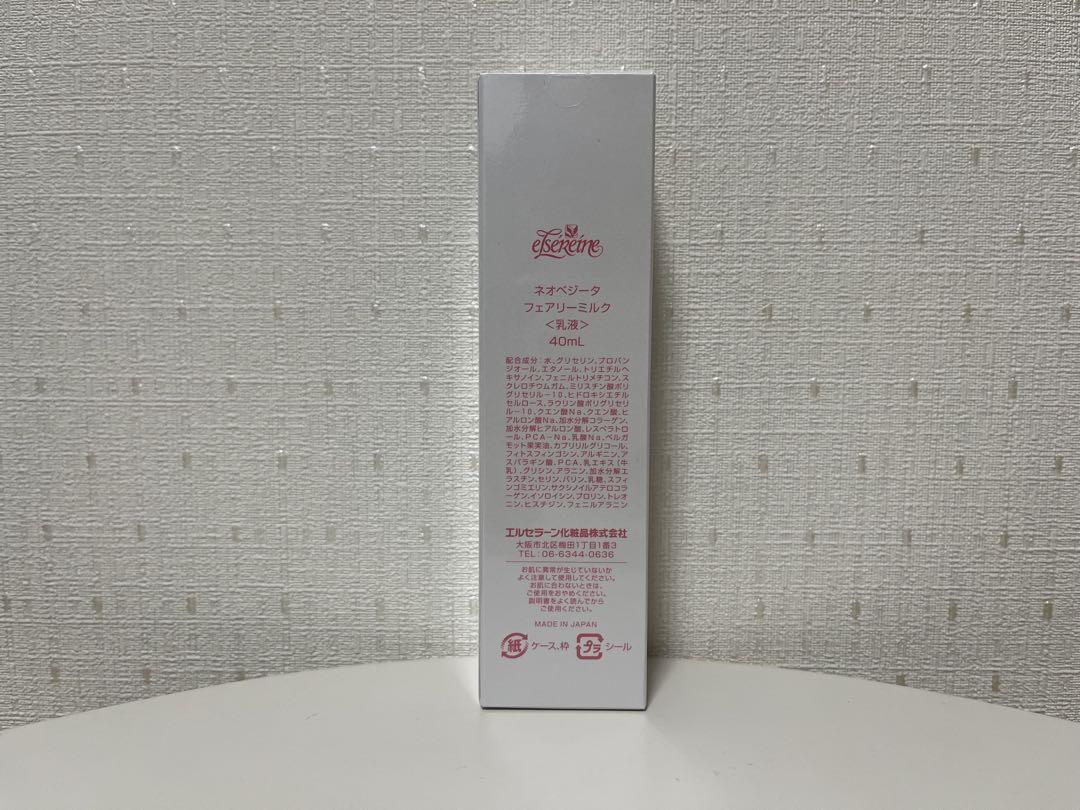 elsereine
ネオベジータ
フェアリーミルク
＜乳液＞
40mL
配合成分：水、グリセリン、プロパン
ジオール、エタノール、トリエチルヘ
キサノイン、フェニルトリメチコン、ス
クレロチウムガム、ミリスチン酸ポリ
グリセリル－10、ヒドロキシエチル
セルロース、ラウリン酸ポリグリセリ
ル－10、クエン酸Na、クエン酸、ヒ
アルロン酸Na、加水分解コラーゲン、
加水分解ヒアルロン酸、レスベラトロ
ール、PCA－Na、乳酸Na、ベルガ
モット果実油、カプリリルグリコール、
フィトスフィンゴシン、アルギニン、ア
スパラギン酸、PCA、乳エキス（牛
乳）、グリシン、アラニン、加水分解エ
ラスチン、セリン、バリン、乳糖、スフィ
ンゴミエリン、サクシノイルアテロコラ
ーゲン、イソロイシン、プロリン、トレオ
ニン、ヒスチジン、フェニルアラニン
エルセラーン化粧品株式会社
大阪市北区梅田1丁目1番3
TEL：06-6344-0636
お肌に異常が生じていないか
よく注意して使用してください。
お肌に合わないときは、
ご使用をおやめください。
説明書をよく読んでから
ご使用ください。
MADE IN JAPAN
紙 ケース、枠 プラ シール